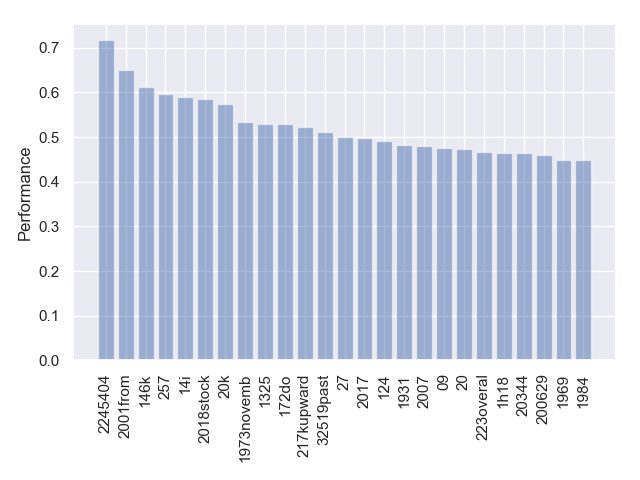 0.7
0.6
0.5
0.4
0.3
0.2
0.1
0.0
Performance
2245404
2001from
146k
257
14i
2018stock
20k
1973novemb
1325
172do
217kupward
32519past
27
2017
124
1931
2007
09
20
223overal
1h18
20344
200629
1969
1984